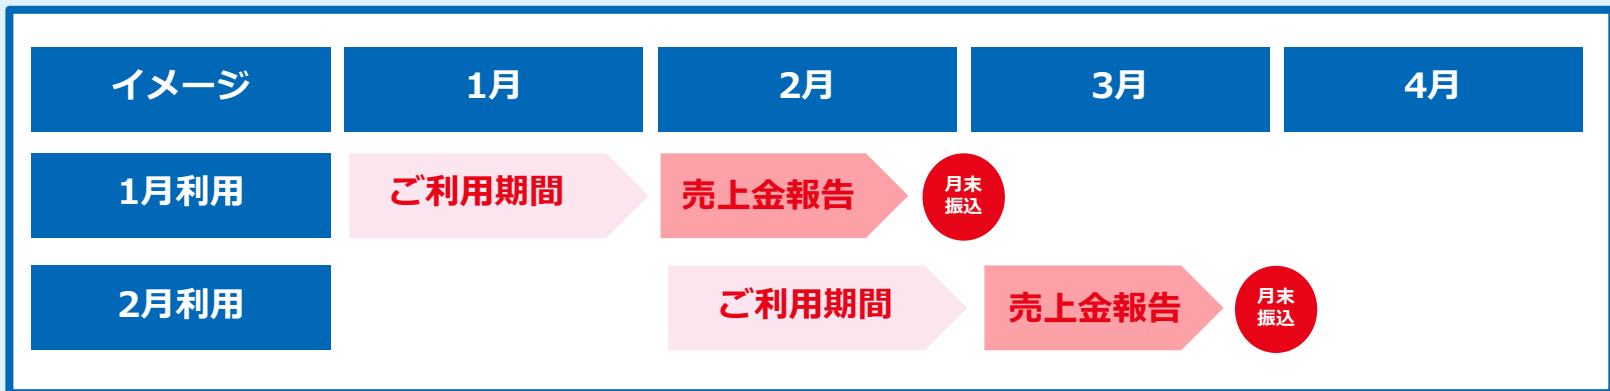 イメージ
1月
2月
3月
4月
1月利用
ご利用期間
売上金報告
月末
振込
2月利用
ご利用期間
売上金報告
月末
振込